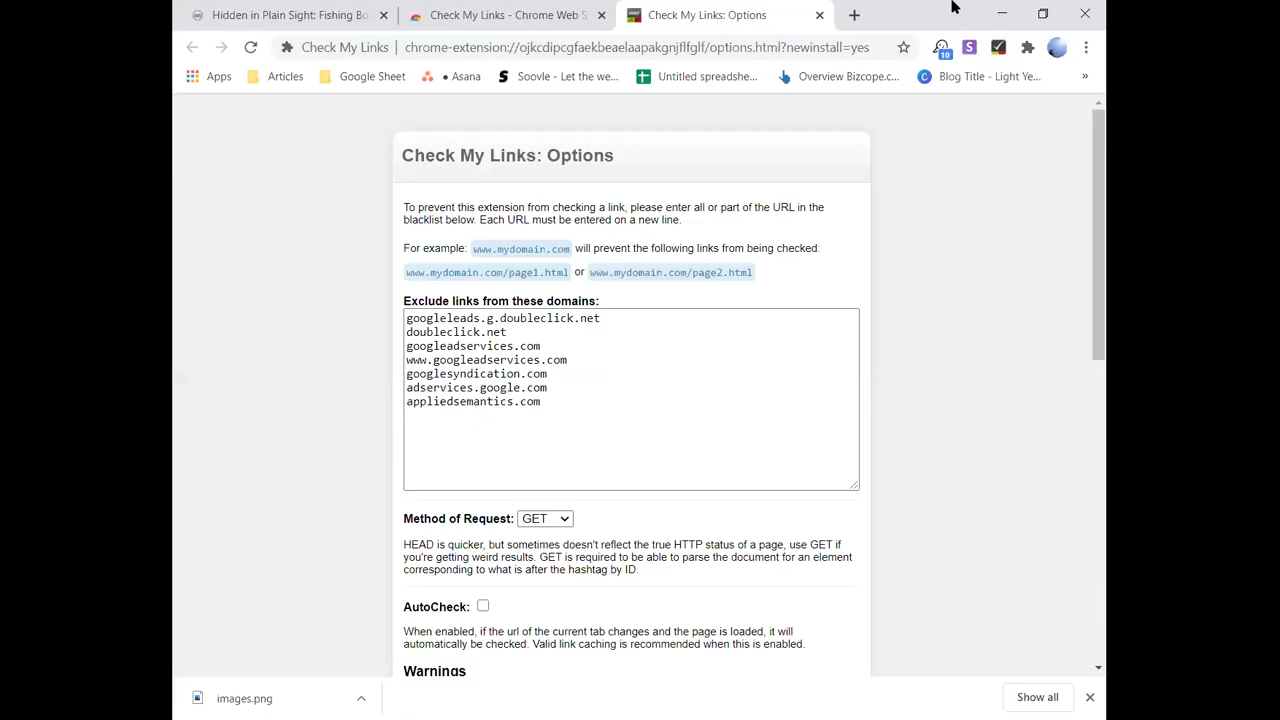 Hidden in Plain Sight: Fishing Bo
Check My Links - Chrome Web S
Check My Links: Options
Check My Links
chrome-extension://ojkcdipcgfaekbeaelaapakgnjflfglf/options.html?newinstall=yes
10
S
Apps
Articles
Google Sheet
• Asana
Soovle - Let the we...
Untitled spreadshe...
Overview Bizcope.c...
Blog Title - Light Ye...
»
Check My Links: Options
To prevent this extension from checking a link, please enter all or part of the URL in the
blacklist below. Each URL must be entered on a new line.
For example: www.mydomain.com will prevent the following links from being checked:
www.mydomain.com/page1.html or www.mydomain.com/page2.html
Exclude links from these domains:
googleleads.g.doubleclick.net
doubleclick.net
googleadservices.com
www.googleadservices.com
googlesyndication.com
adservices.google.com
appliedsemantics.com
Method of Request: GET
HEAD is quicker, but sometimes doesn't reflect the true HTTP status of a page, use GET if
you're getting weird results. GET is required to be able to parse the document for an element
corresponding to what is after the hashtag by ID.
AutoCheck:
When enabled, if the url of the current tab changes and the page is loaded, it will
automatically be checked. Valid link caching is recommended when this is enabled.
Warnings
images.png
Show all